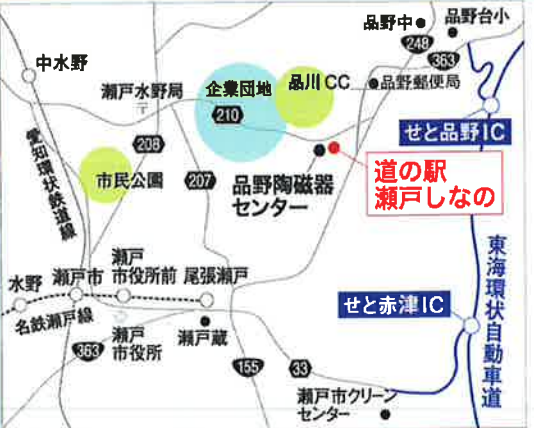 品野中
品野台小
248
363
中水野
瀬戸水野局
〒
企業団地
品川CC
品野郵便局
210
せと品野IC
208
愛知環状鉄道線
市民公園
207
品野陶磁器
センター
道の駅
瀬戸しなの
東海環状自動車道
水野
瀬戸市
瀬戸
市役所前
尾張瀬戸
せと赤津IC
名鉄瀬戸線
瀬戸
市役所
瀬戸蔵
363
155
33
瀬戸市クリーン
センター